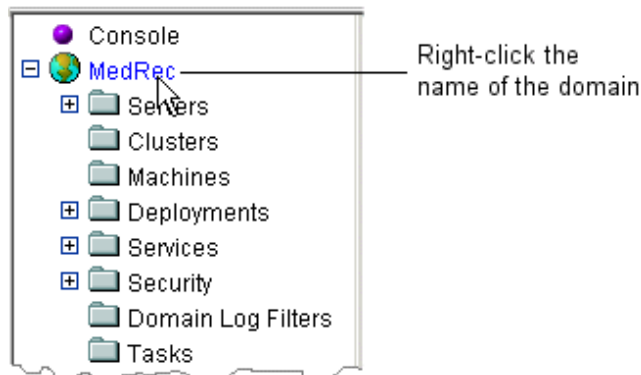 Console
MedRec
Servers
Clusters
Machines
Deployments
Services
Security
Domain Log Filters
Tasks
Right-click the
name of the domain